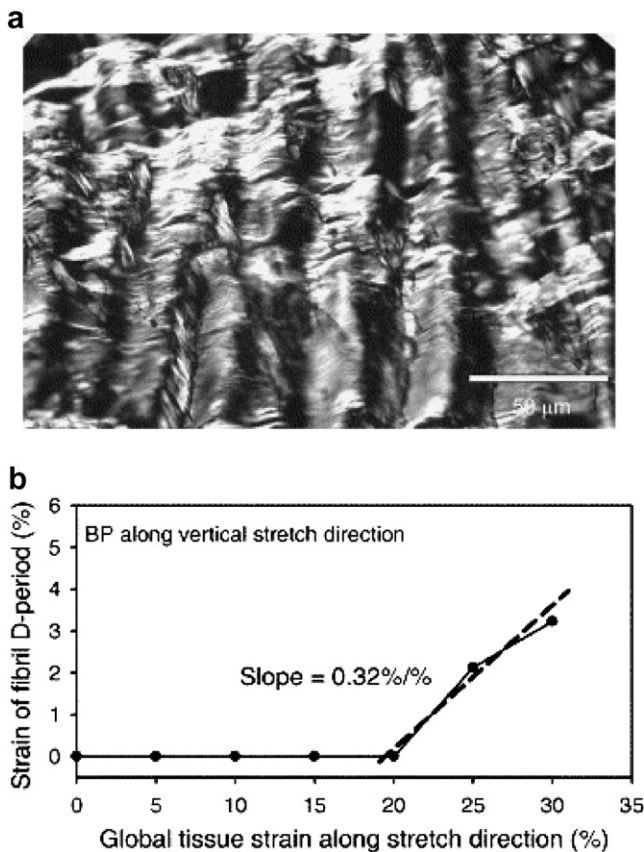 a
50 μm
b
BP along vertical stretch direction
Slope = 0.32%/%
Strain of fibril D-period (%)
6
5
4
3
2
1
0
0 5 10 15 20 25 30 35
Global tissue strain along stretch direction (%)